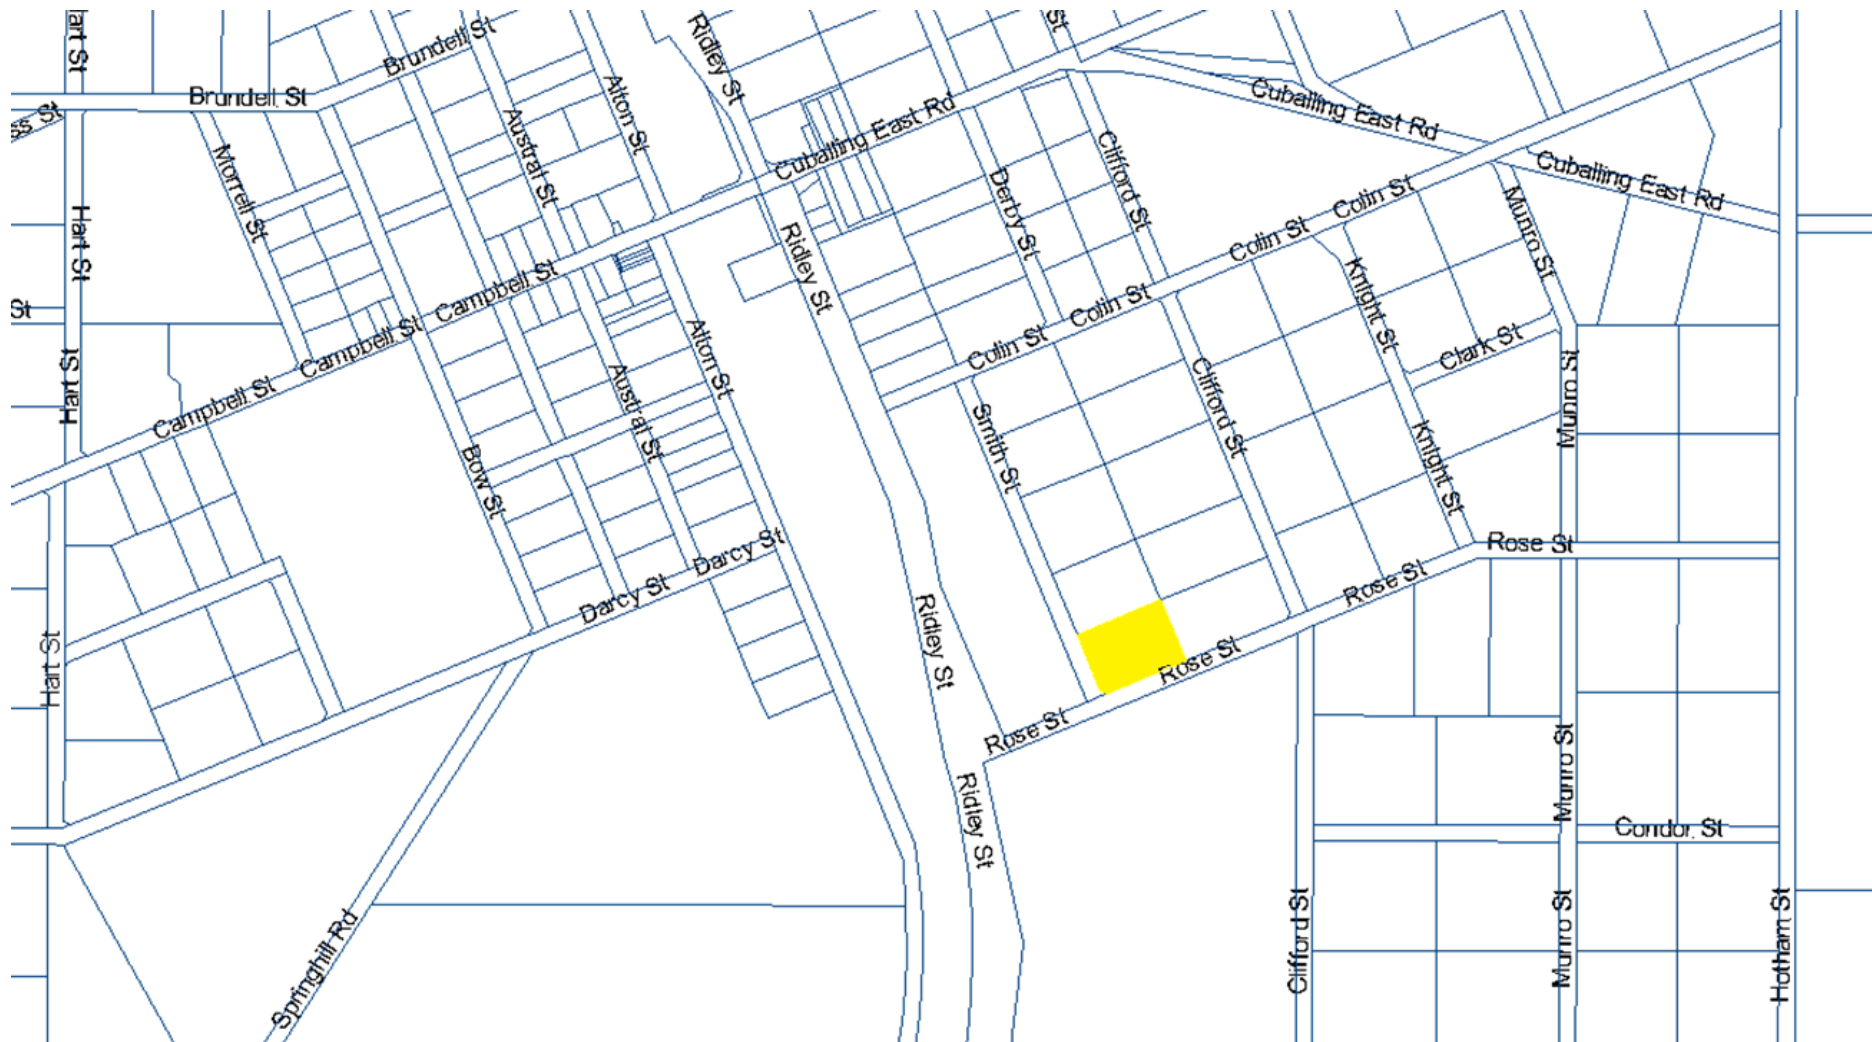 art St
Brundell St
Ridley St
St
Brundell St
Alton St
Cuballing East Rd
Cuballing East Rd
ss St
Austral St
Clifford St
Cuballing East Rd
Morrell St
Derby St
Colin St
Munro St
Hart St
Colin St
Ridley St
Campbell St
Knight St
Colin St
St
Campbell St
Colin St
Alton St
Clark St
Hart St
Campbell St
Austral St
Clifford St
Munro St
Smith St
Bow St
Knight St
Darcy St
Rose St
Darcy St
Rose St
Hart St
Ridley St
Rose St
Rose St
Ridley St
Munro St
Condor St
Springhill Rd
Clifford St
Munro St
Hotham St